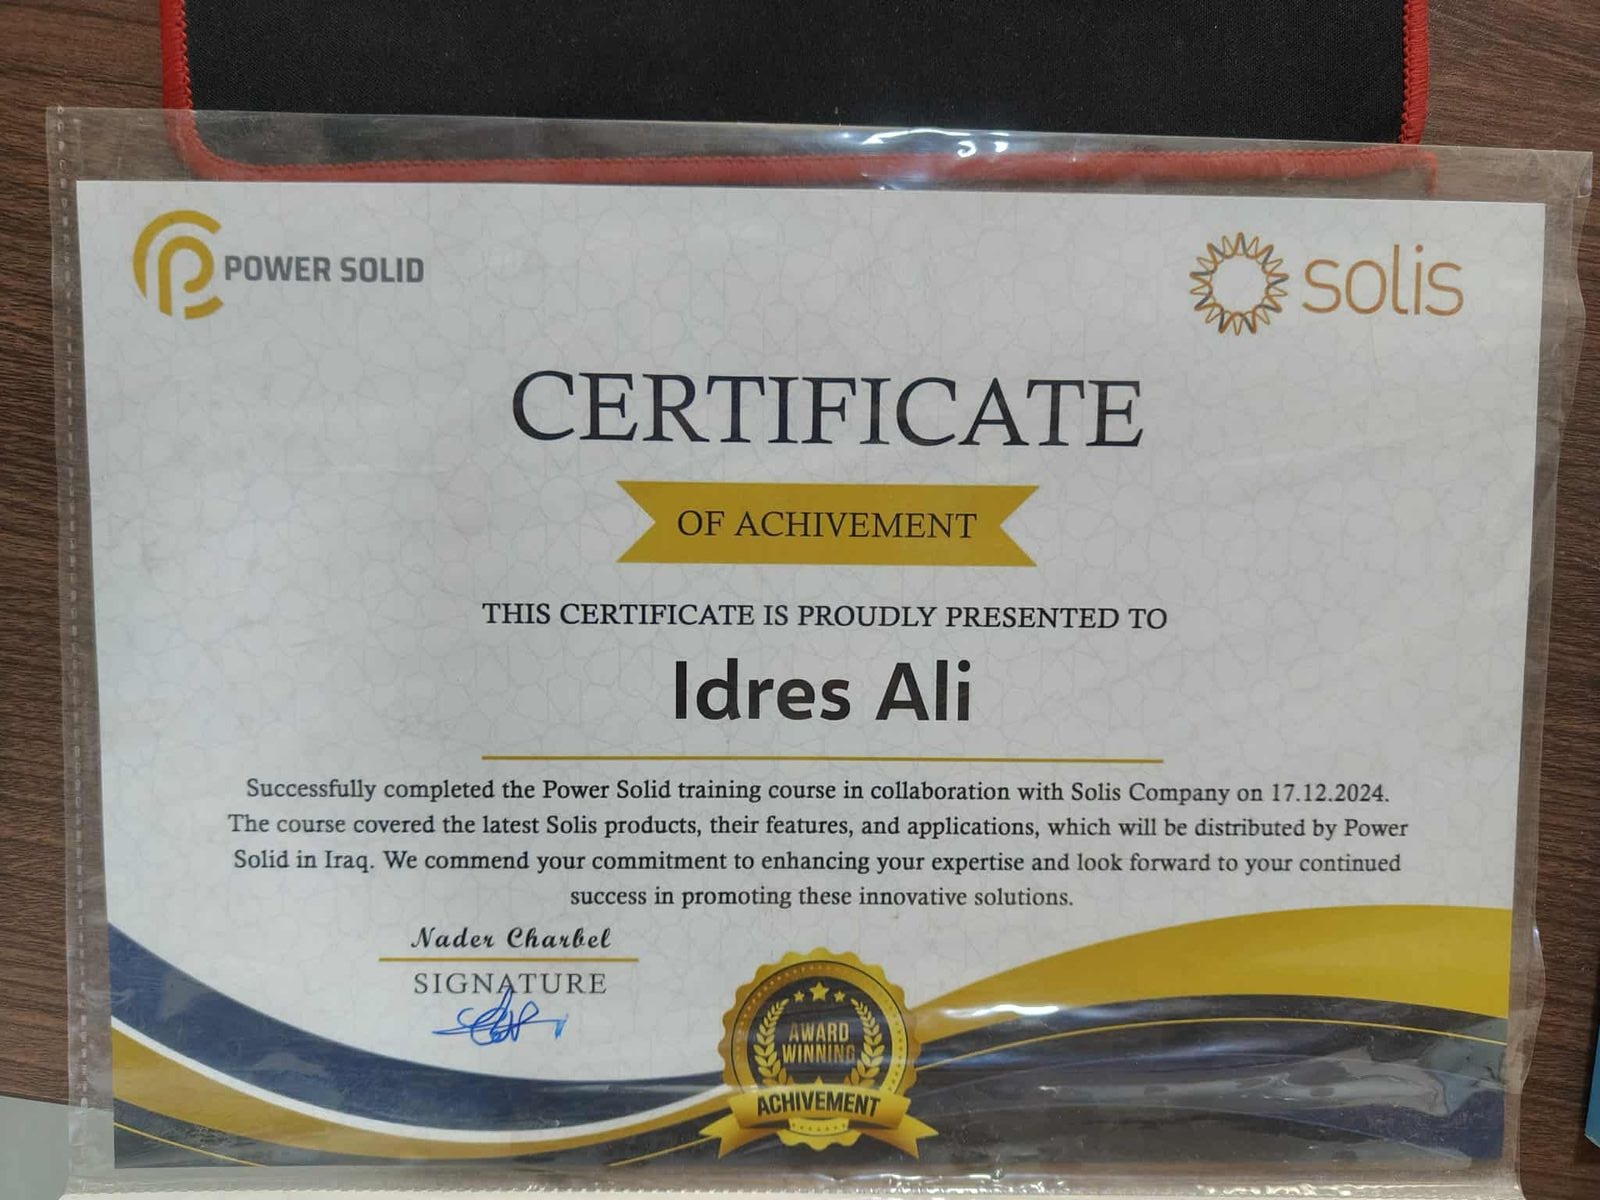 POWER SOLID
solis
CERTIFICATE
OF ACHIVEMENT
THIS CERTIFICATE IS PROUDLY PRESENTED TO
Idres Ali
Successfully completed the Power Solid training course in collaboration with Solis Company on 17.12.2024.
The course covered the latest Solis products, their features, and applications, which will be distributed by Power
Solid in Iraq. We commend your commitment to enhancing your expertise and look forward to your continued
success in promoting these innovative solutions.
Nader Charbel
SIGNATURE
AWARD
WINNING
ACHIVEMENT